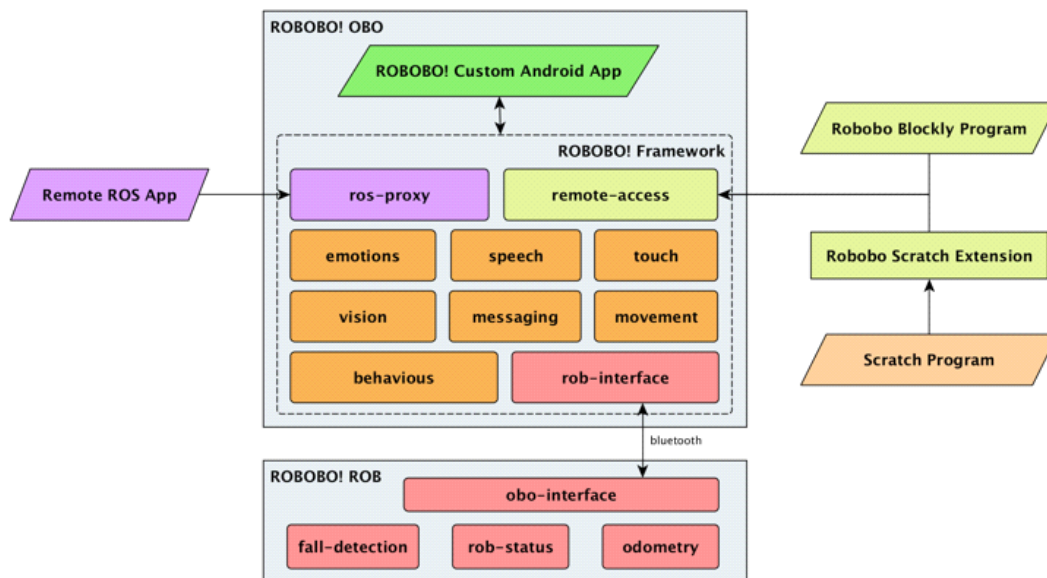 ROBOBO! OBO
ROBOBO! Custom Android App
ROBOBO! Framework
Robobo Blockly Program
Remote ROS App
ros-proxy
remote-access
emotions
speech
touch
Robobo Scratch Extension
vision
messaging
movement
behavious
rob-interface
Scratch Program
bluetooth
ROBOBO! ROB
obo-interface
fall-detection
rob-status
odometry